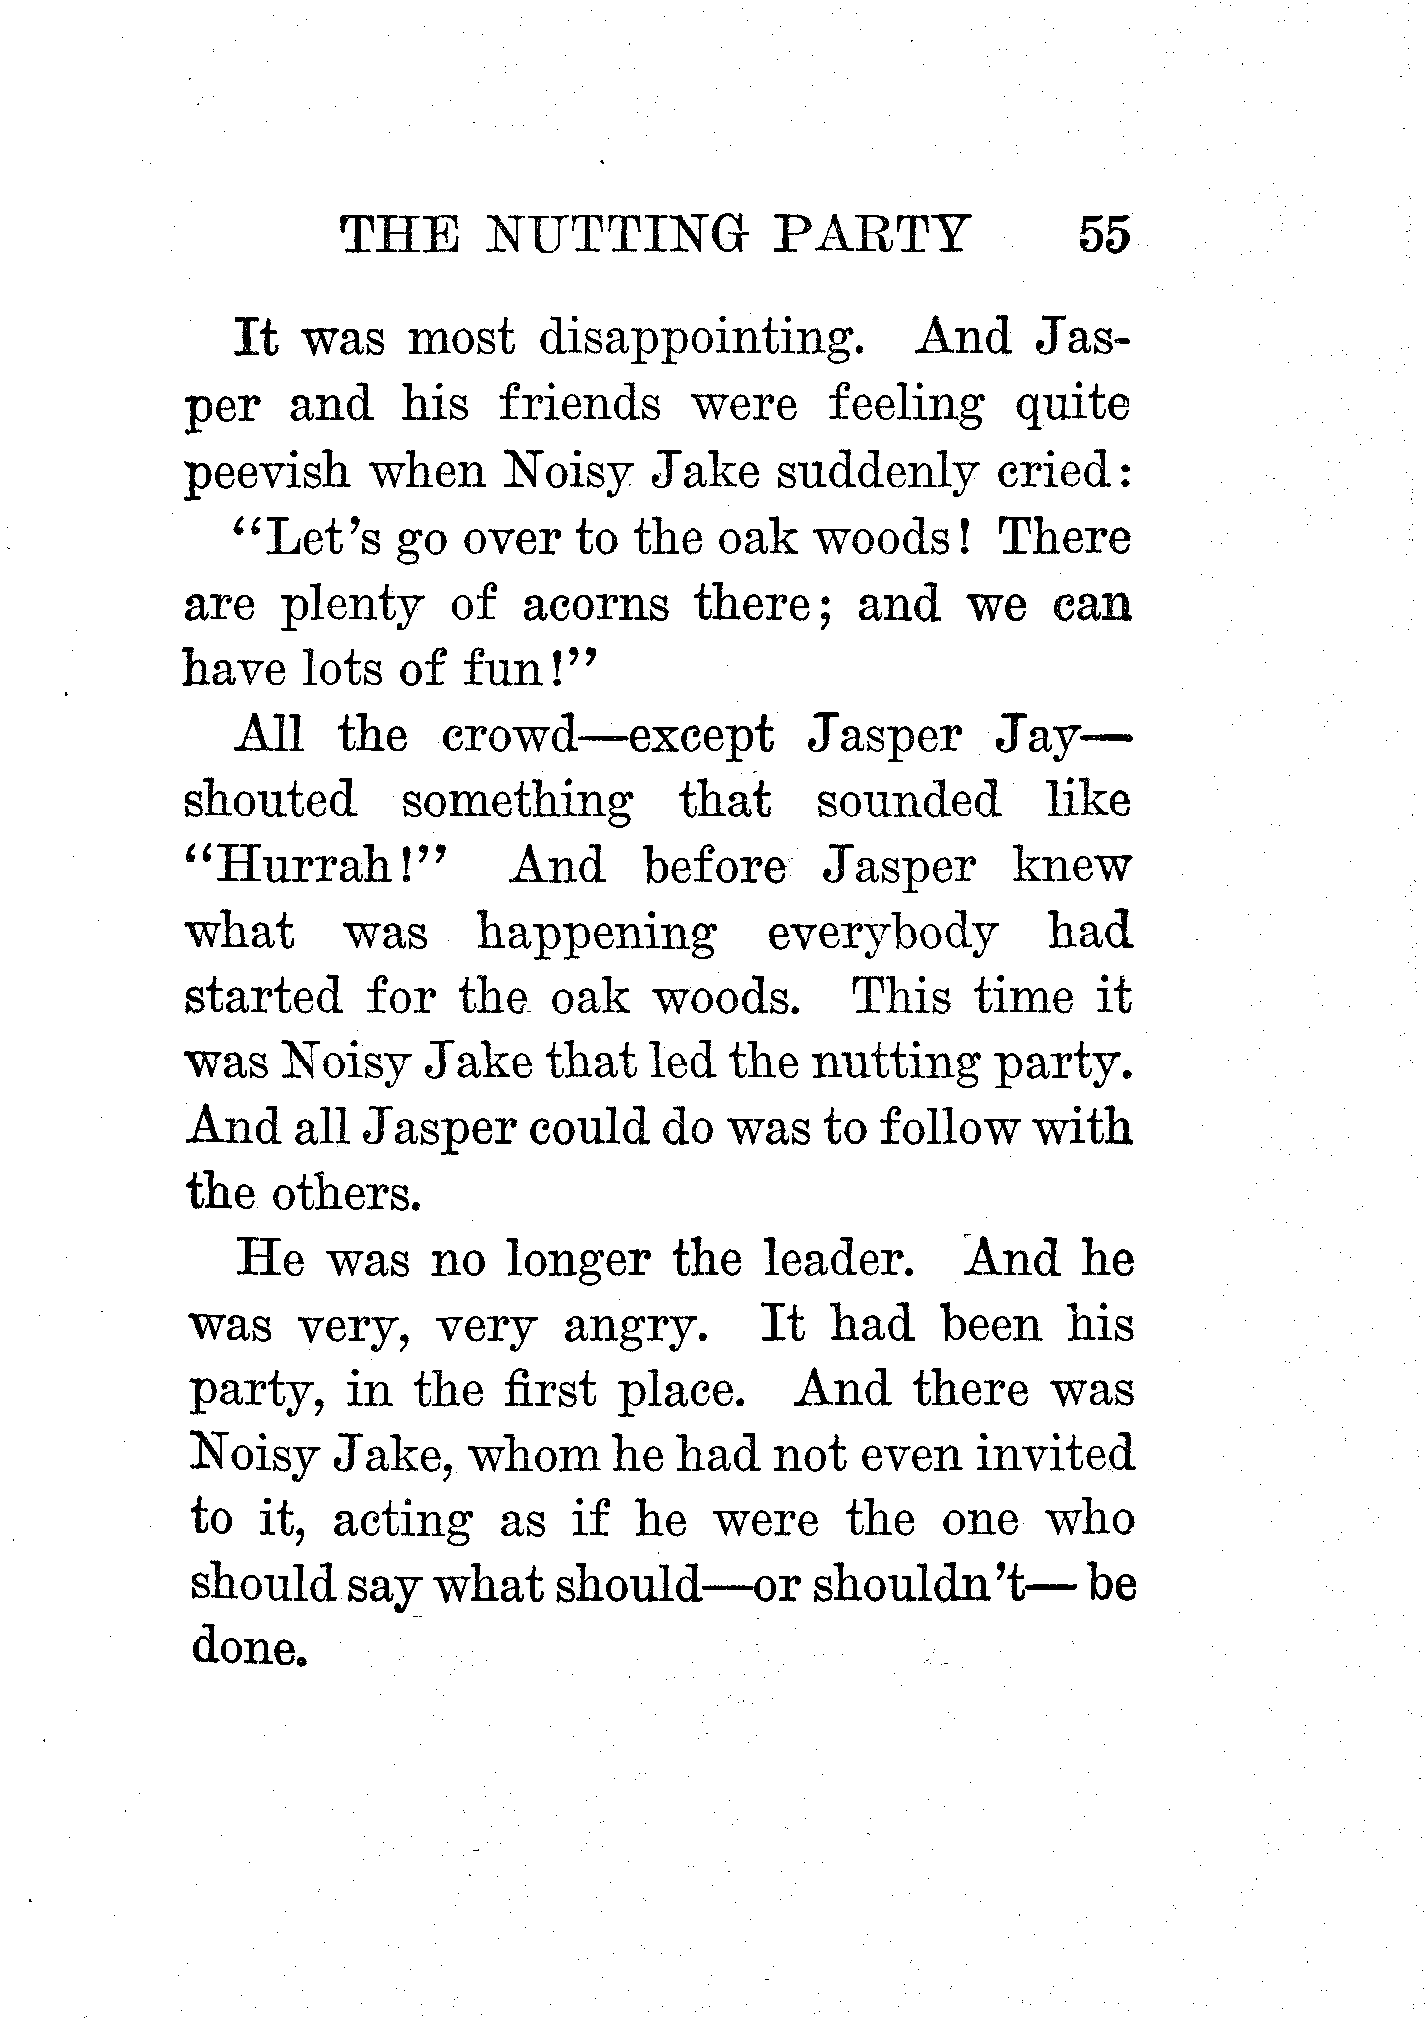 THE NUTTING PARTY 55
It was most disappointing. And Jas-
per and his friends were feeling quite
peevish when Noisy Jake suddenly cried:
"Let's go over to the oak woods! There
are plenty of acorns there; and we can
have lots of fun!"
All the crowd—except Jasper Jay—
shouted something that sounded like
"Hurrah!" And before Jasper knew
what was happening everybody had
started for the oak woods. This time it
was Noisy Jake that led the nutting party.
And all Jasper could do was to follow with
the others.
He was no longer the leader. And he
was very, very angry. It had been his
party, in the first place. And there was
Noisy Jake, whom he had not even invited
to it, acting as if he were the one who
should say what should—or shouldn't— be
done.